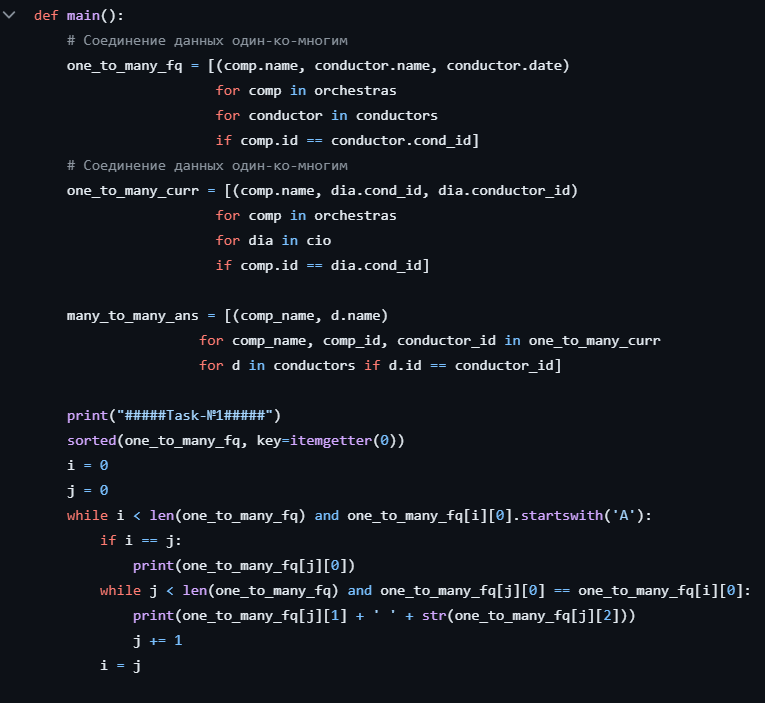 def main():
    # Соединение данных один-ко-многим
    one_to_many_fq = [(comp.name, conductor.name, conductor.date)
                      for comp in orchestras
                      for conductor in conductors
                      if comp.id == conductor.cond_id]
    # Соединение данных один-ко-многим
    one_to_many_curr = [(comp.name, dia.cond_id, dia.conductor_id)
                      for comp in orchestras
                      for dia in cio
                      if comp.id == dia.cond_id]

    many_to_many_ans = [(comp_name, d.name)
                    for comp_name, comp_id, conductor_id in one_to_many_curr
                    for d in conductors if d.id == conductor_id]

    print("#####Task-№1#####")
    sorted(one_to_many_fq, key=itemgetter(0))
    i = 0
    j = 0
    while i < len(one_to_many_fq) and one_to_many_fq[i][0].startswith('A'):
        if i == j:
            print(one_to_many_fq[j][0])
        while j < len(one_to_many_fq) and one_to_many_fq[j][0] == one_to_many_fq[i][0]:
            print(one_to_many_fq[j][1] + ' ' + str(one_to_many_fq[j][2]))
            j += 1
        i = j